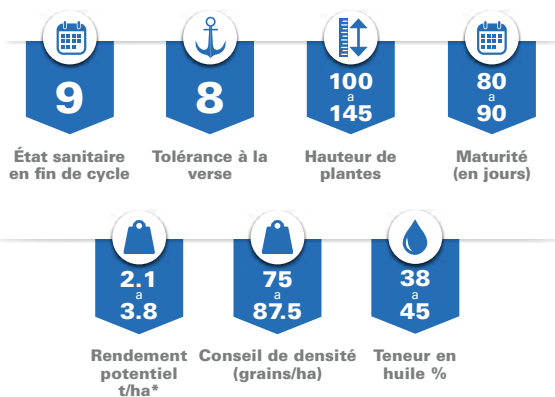 9
État sanitaire
en fin de cycle
8
Tolérance à la
verse
100
a
145
Hauteur de
plantes
80
a
90
Maturité
(en jours)
2.1
a
3.8
Rendement
potentiel
t/ha*
75
a
87.5
Conseil de densité
(grains/ha)
38
a
45
Teneur en
huile %